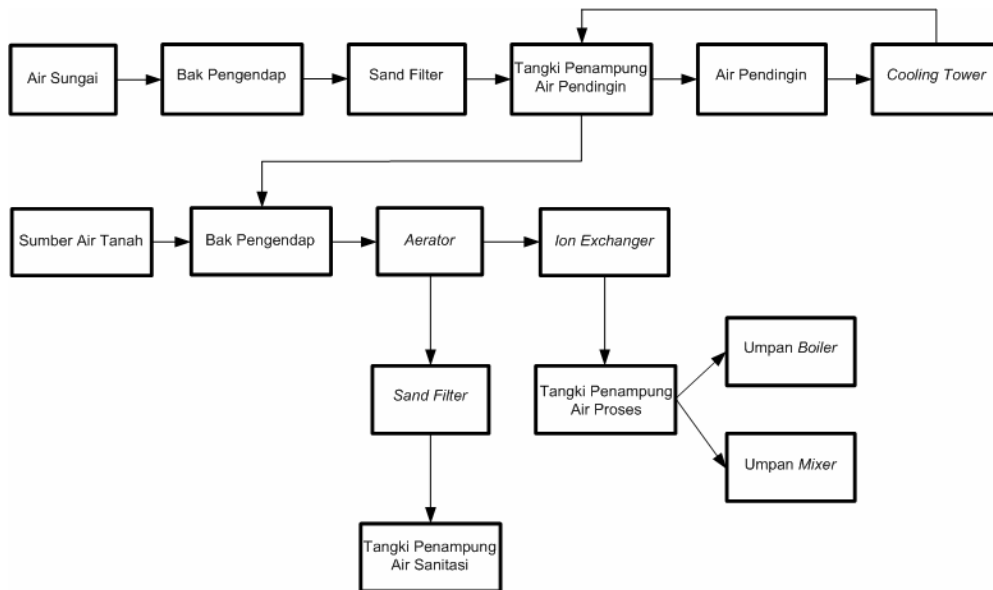 Air Sungai
Bak Pengendap
Sand Filter
Tangki Penampung
Air Pendingin
Air Pendingin
Cooling Tower
Sumber Air Tanah
Bak Pengendap
Aerator
Ion Exchanger
Sand Filter
Tangki Penampung
Air Proses
Umpan Boiler
Umpan Mixer
Tangki Penampung
Air Sanitasi